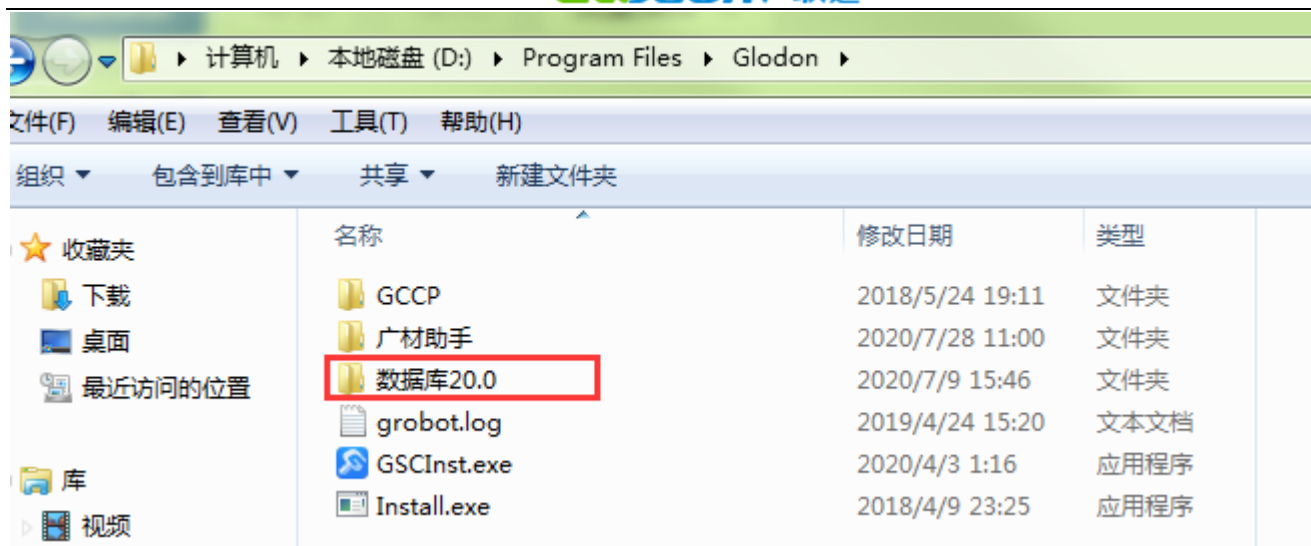 计算机 ▸ 本地磁盘 (D:) ▸ Program Files ▸ Glodon ▸
文件(F) 编辑(E) 查看(V) 工具(T) 帮助(H)
组织 包含到库中 共享 新建文件夹
名称 修改日期 类型
收藏夹
下载
桌面
最近访问的位置
库
视频
GCCP 2018/5/24 19:11 文件夹
广材助手 2020/7/28 11:00 文件夹
数据库20.0 2020/7/9 15:46 文件夹
grobot.log 2019/4/24 15:20 文本文档
GSCInst.exe 2020/4/3 1:16 应用程序
Install.exe 2018/4/9 23:25 应用程序